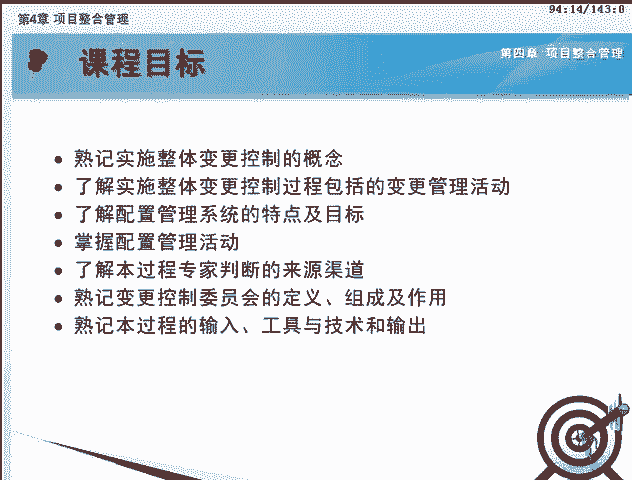 94:14/143:0
第4章 项目整合管理
课程目标
第四章 项目整合管理
• 熟记实施整体变更控制的概念
• 了解实施整体变更控制过程包括的变更管理活动
• 了解配置管理系统的特点及目标
• 掌握配置管理活动
• 了解本过程专家判断的来源渠道
• 熟记变更控制委员会的定义、组成及作用
• 熟记本过程的输入、工具与技术和输出